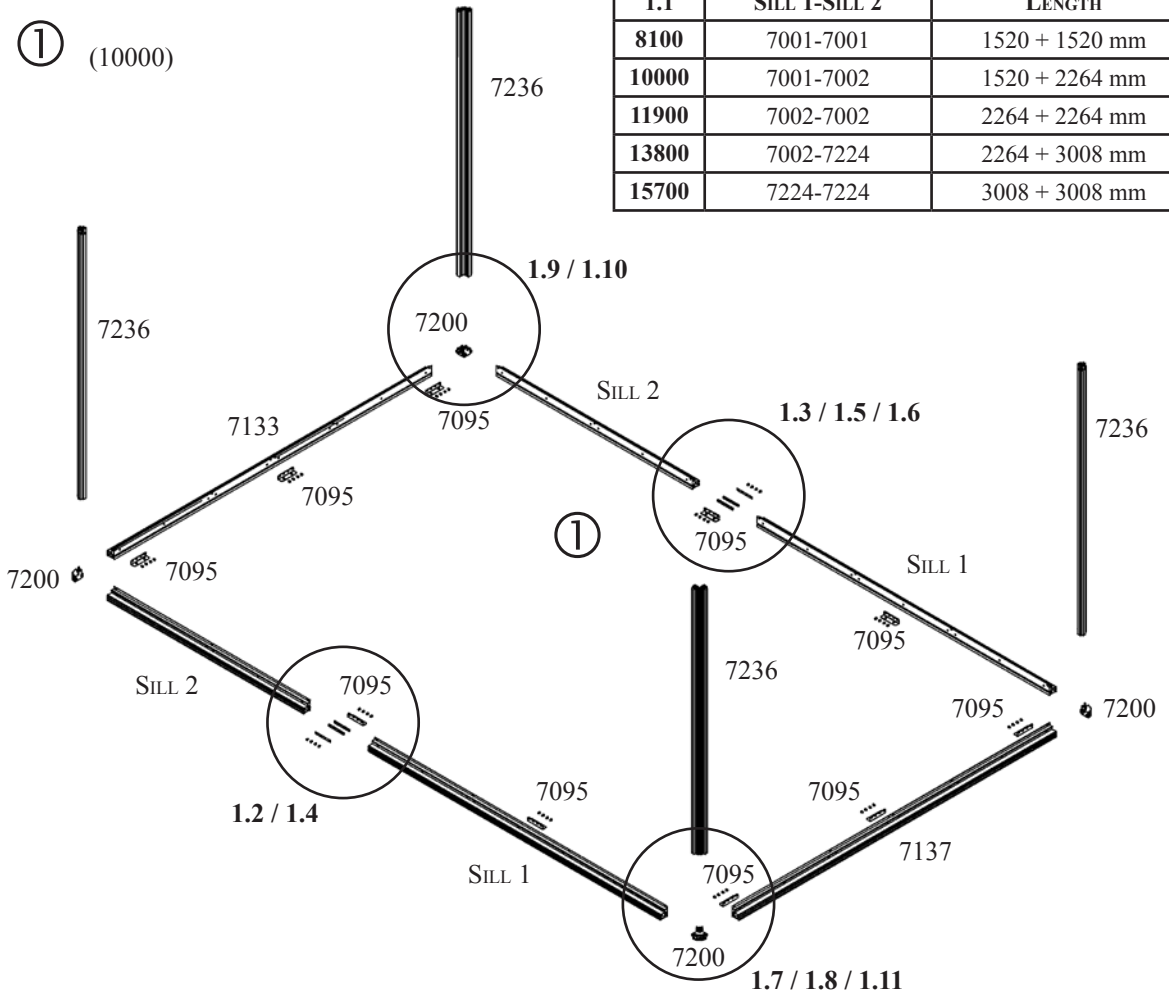 1.1 SILL 1-SILL 2 LENGTH
8100 7001-7001 1520 + 1520 mm
10000 7001-7002 1520 + 2264 mm
11900 7002-7002 2264 + 2264 mm
13800 7002-7224 2264 + 3008 mm
15700 7224-7224 3008 + 3008 mm
1 (10000)
7236
7236
1.9 / 1.10
7200
SILL 2
7095
7133
1.3 / 1.5 / 1.6
7236
7095
7095
1
7095
7200
SILL 1
7095
SILL 2
7095
7236
7095
7200
1.2 / 1.4
7095
7095
7137
SILL 1
7095
7200
1.7 / 1.8 / 1.11